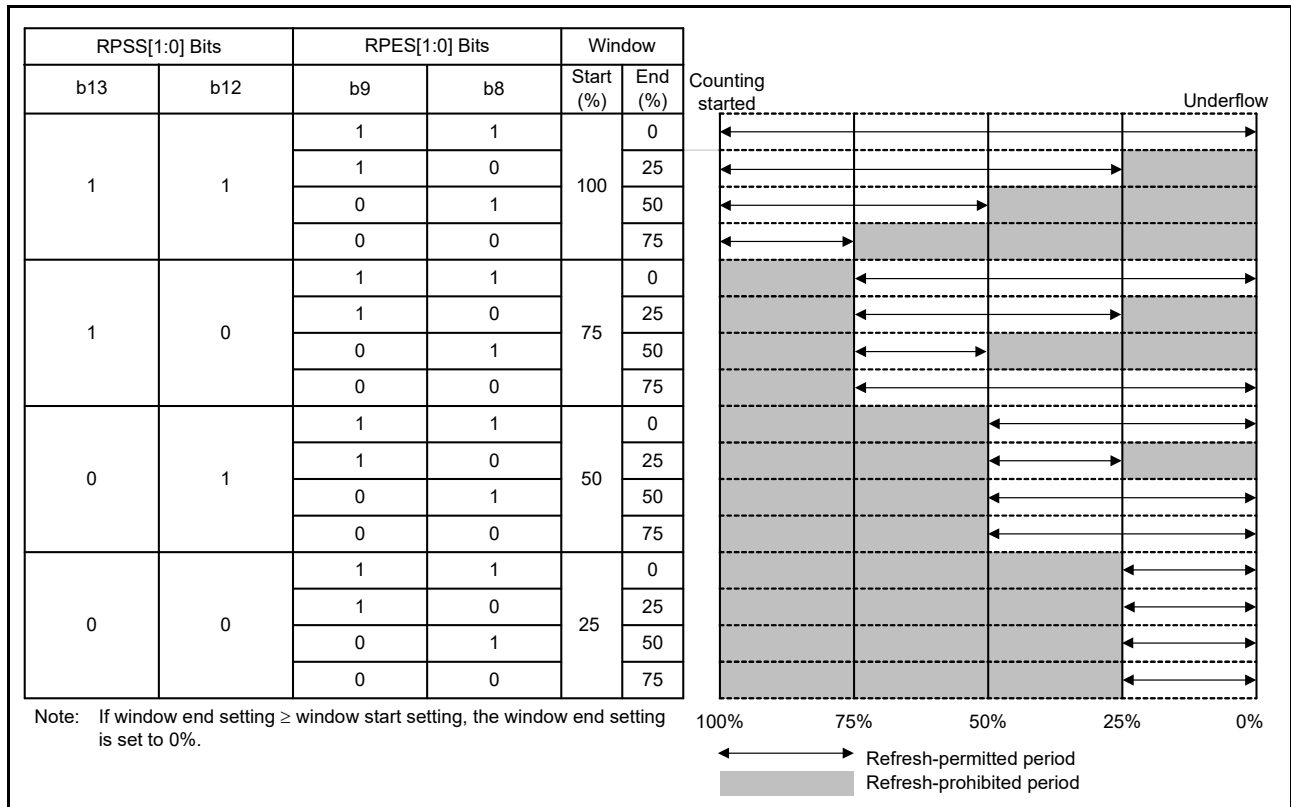 RPSS[1:0] Bits RPES[1:0] Bits Window
b13 b12 b9 b8 Start (%) End (%)
Counting started Underflow
1 1 100
1 1 0
1 0 25
0 1 50
0 0 75
1 0 75
1 1 0
1 0 25
0 1 50
0 0 75
0 1 50
1 1 0
1 0 25
0 1 50
0 0 75
0 0 25
1 1 0
1 0 25
0 1 50
0 0 75
Note: If window end setting ≥ window start setting, the window end setting
is set to 0%.
100% 75% 50% 25% 0%
Refresh-permitted period
Refresh-prohibited period